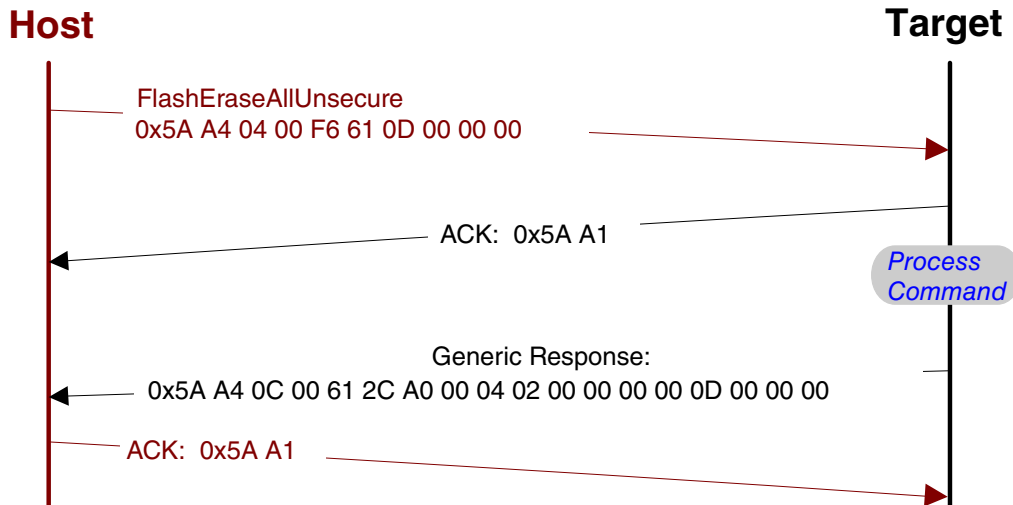 Host
Target
FlashEraseAllUnsecure
0x5A A4 04 00 F6 61 0D 00 00 00
ACK: 0x5A A1
Process
Command
Generic Response:
0x5A A4 0C 00 61 2C A0 00 04 02 00 00 00 00 0D 00 00 00
ACK: 0x5A A1